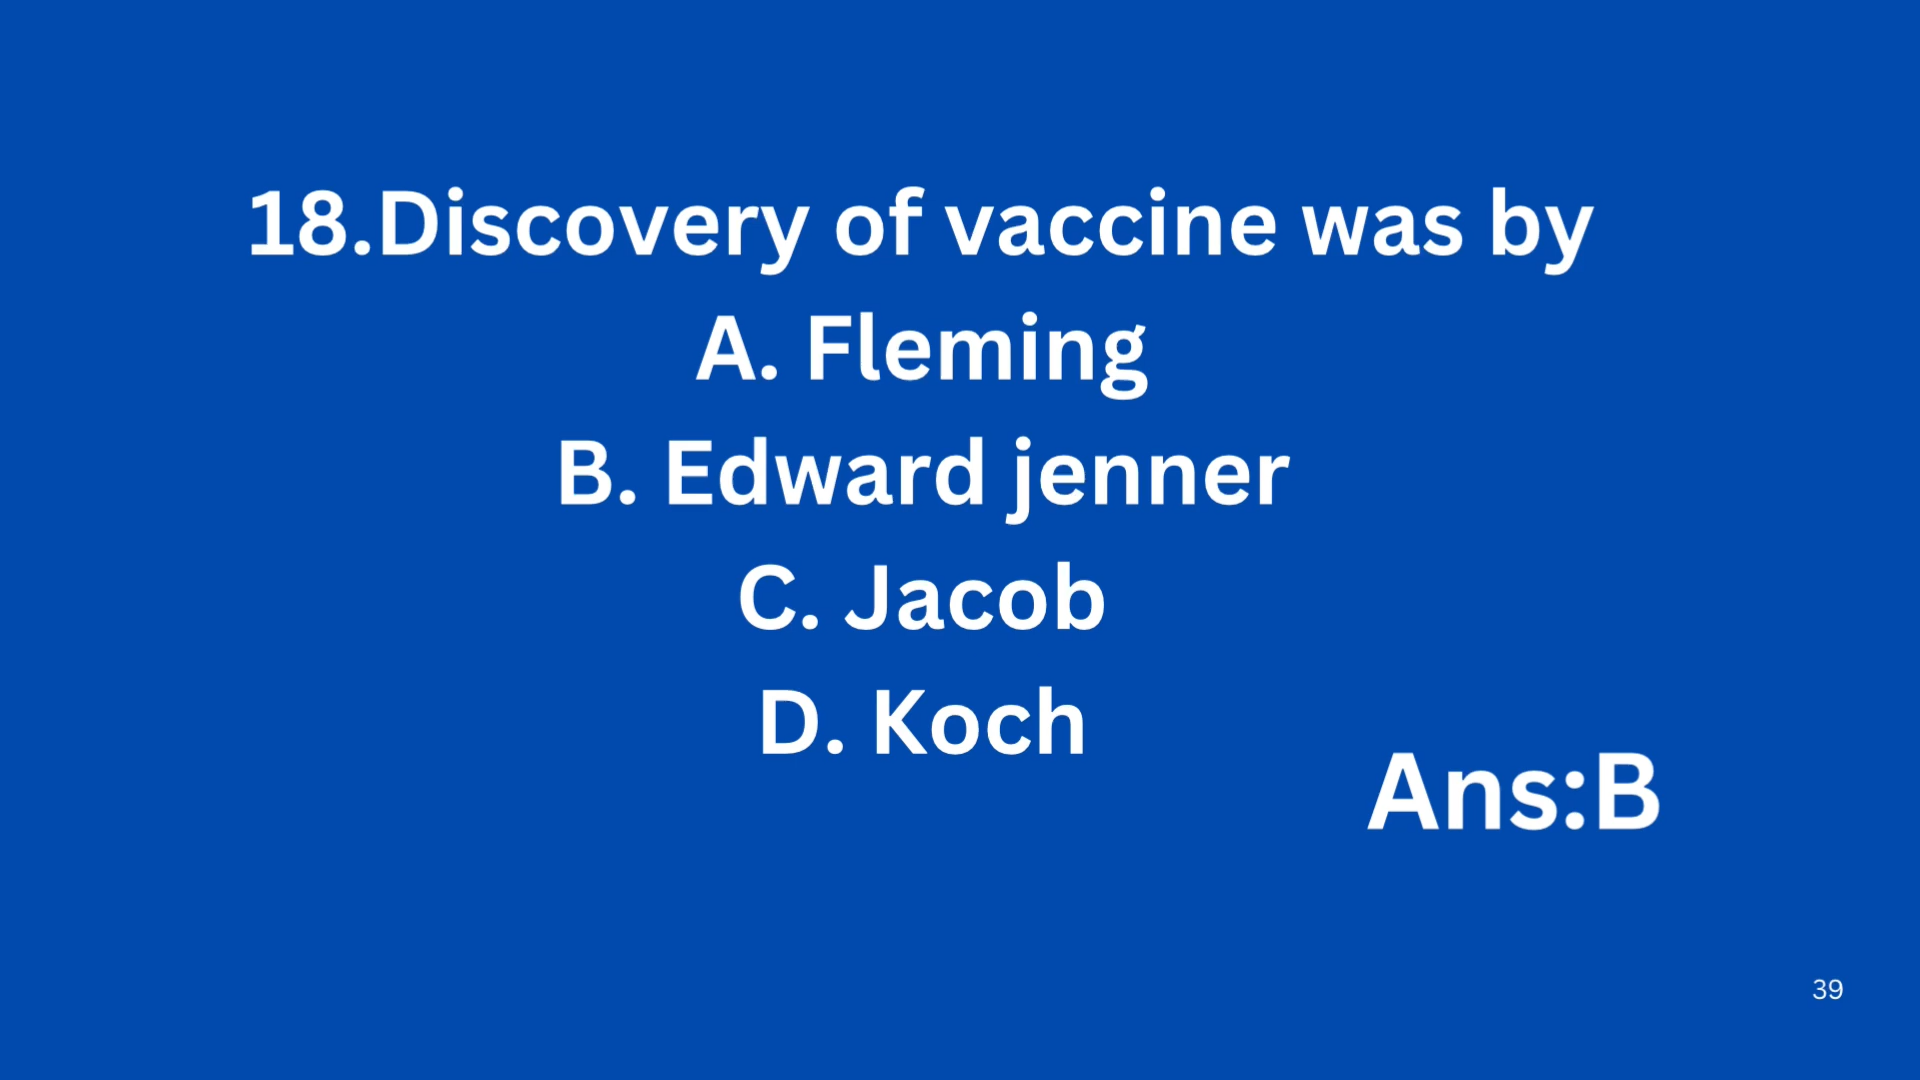 18.Discovery of vaccine was by
A. Fleming
B. Edward jenner
C. Jacob
D. Koch
Ans:B
39